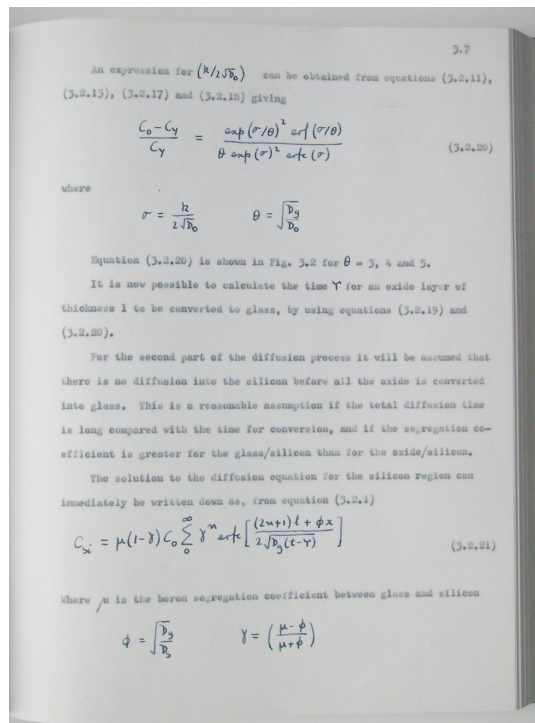 3.7
An expression for (k/2√D₀) can be obtained from equations (3.2.11),
(3.2.13), (3.2.17) and (3.2.18) giving
(C₀ − Cy)/Cy = exp(σ/θ)² erf(σ/θ) / θ exp(σ)² erfc(σ) (3.2.20)
where
σ = k/2√D₀ θ = √(Dg/D₀)
Equation (3.2.20) is shown in Fig. 3.2 for θ = 3, 4 and 5.
It is now possible to calculate the time ϒ for an oxide layer of
thickness l to be converted to glass, by using equations (3.2.19) and
(3.2.20).
For the second part of the diffusion process it will be assumed that
there is no diffusion into the silicon before all the oxide is converted
into glass. This is a reasonable assumption if the total diffusion time
is long compared with the time for conversion, and if the segregation co-
efficient is greater for the glass/silicon than for the oxide/silicon.
The solution to the diffusion equation for the silicon region can
immediately be written down as, from equation (3.2.1)
C_si = μ(1−γ)C₀ Σ₀^∞ γⁿ erfc[((2n+1)l + φx)/(2√(Dg(t−ϒ)))] (3.2.21)
Where μ is the boron segregation coefficient between glass and silicon
φ = √(Dg/Ds) γ = ((μ−φ)/(μ+φ))